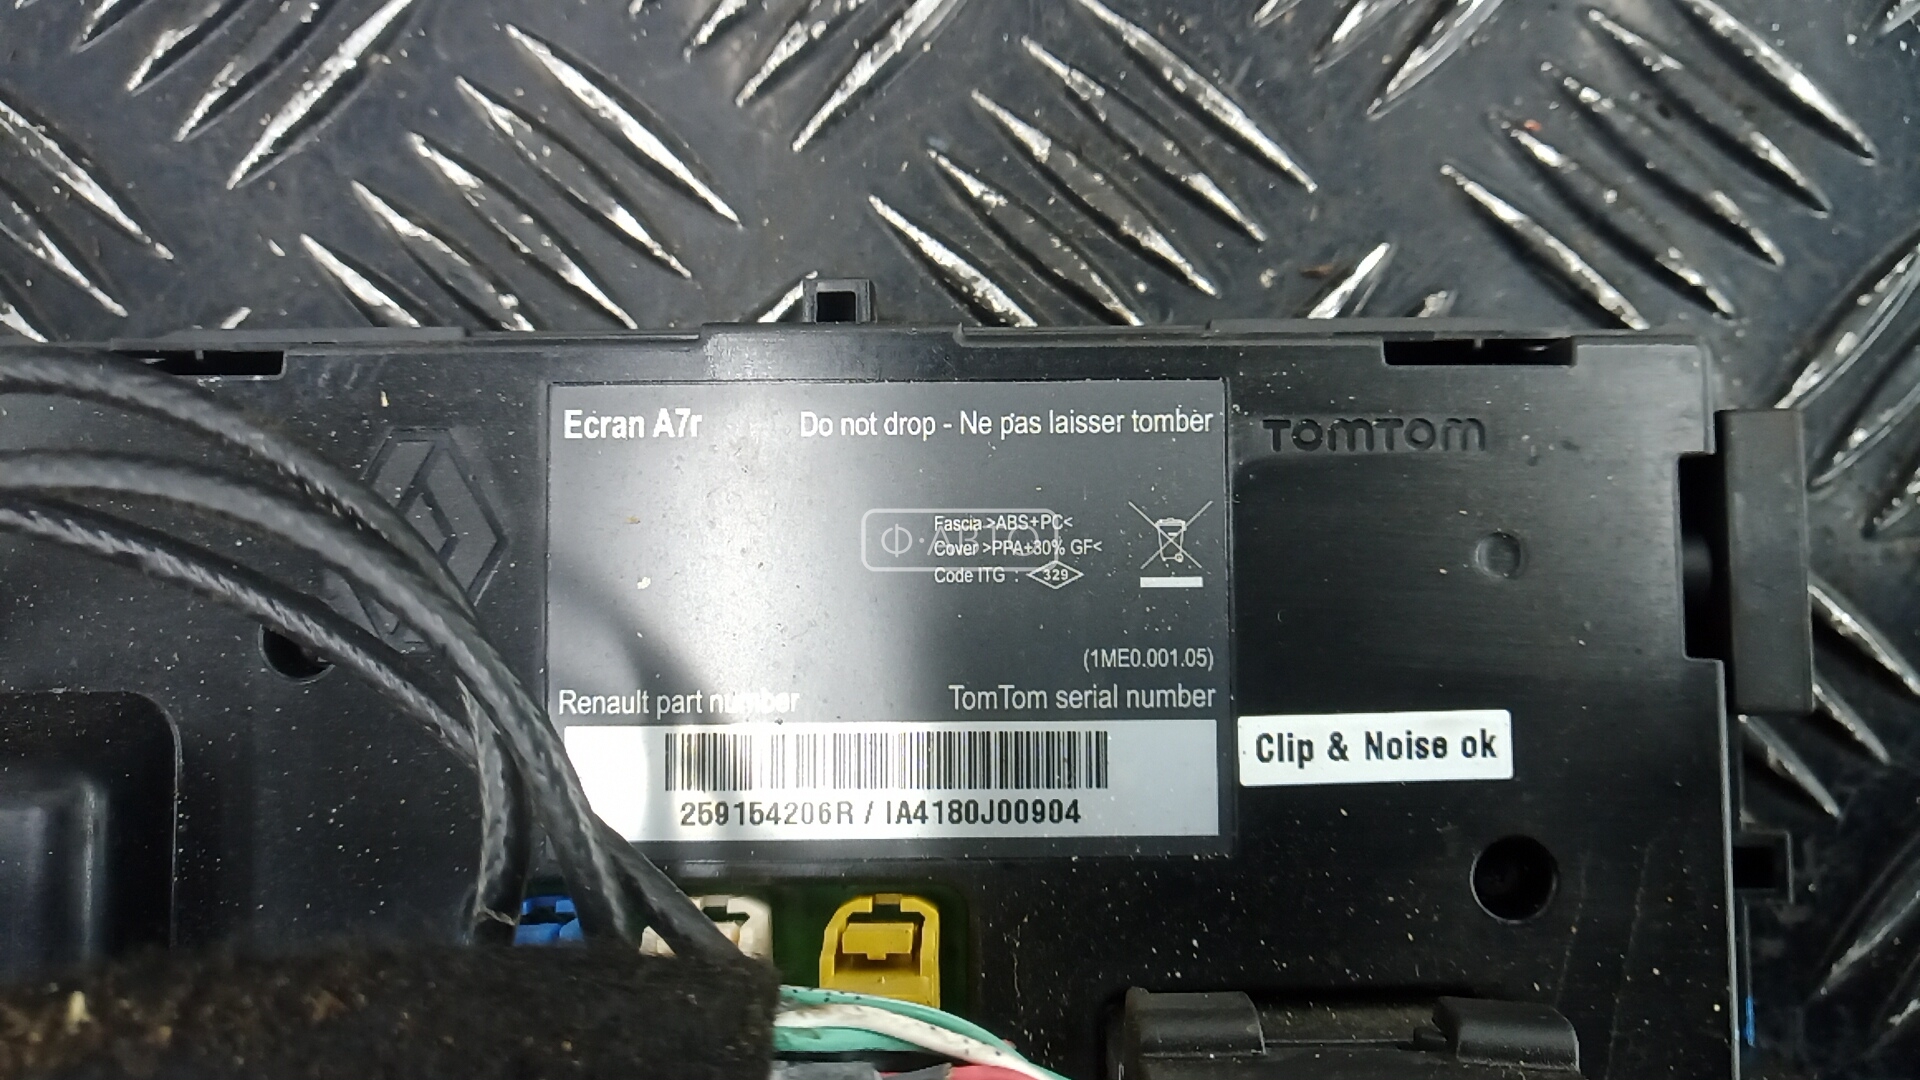 Ecran A7r Do not drop - Ne pas laisser tomber
TOMTOM
Fascia >ABS+PC<
Ф·АВТО
Cover >PPA+30% GF<
Code ITG : 329
(1ME0.001.05)
Renault part number TomTom serial number
Clip & Noise ok
259154206R / IA4180J00904